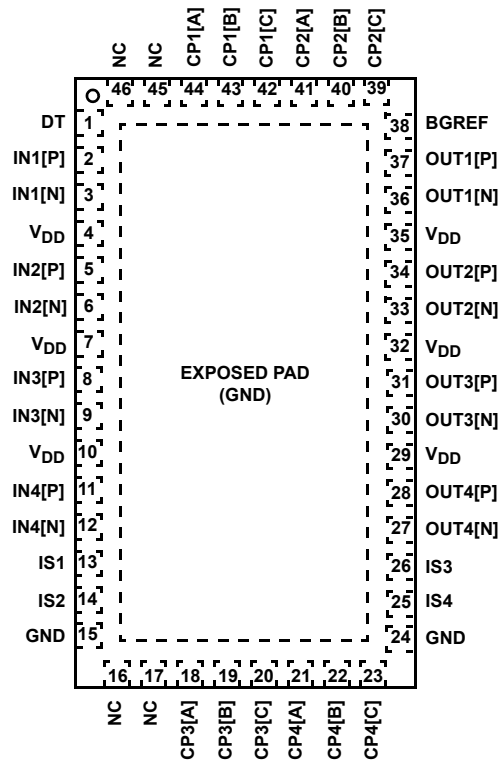 NC
NC
CP1[A]
CP1[B]
CP1[C]
CP2[A]
CP2[B]
CP2[C]
46 45 44 43 42 41 40 39
DT 1
IN1[P] 2
IN1[N] 3
VDD 4
IN2[P] 5
IN2[N] 6
VDD 7
IN3[P] 8
IN3[N] 9
VDD 10
IN4[P] 11
IN4[N] 12
IS1 13
IS2 14
GND 15
EXPOSED PAD
(GND)
38 BGREF
37 OUT1[P]
36 OUT1[N]
35 VDD
34 OUT2[P]
33 OUT2[N]
32 VDD
31 OUT3[P]
30 OUT3[N]
29 VDD
28 OUT4[P]
27 OUT4[N]
26 IS3
25 IS4
24 GND
16 17 18 19 20 21 22 23
NC
NC
CP3[A]
CP3[B]
CP3[C]
CP4[A]
CP4[B]
CP4[C]